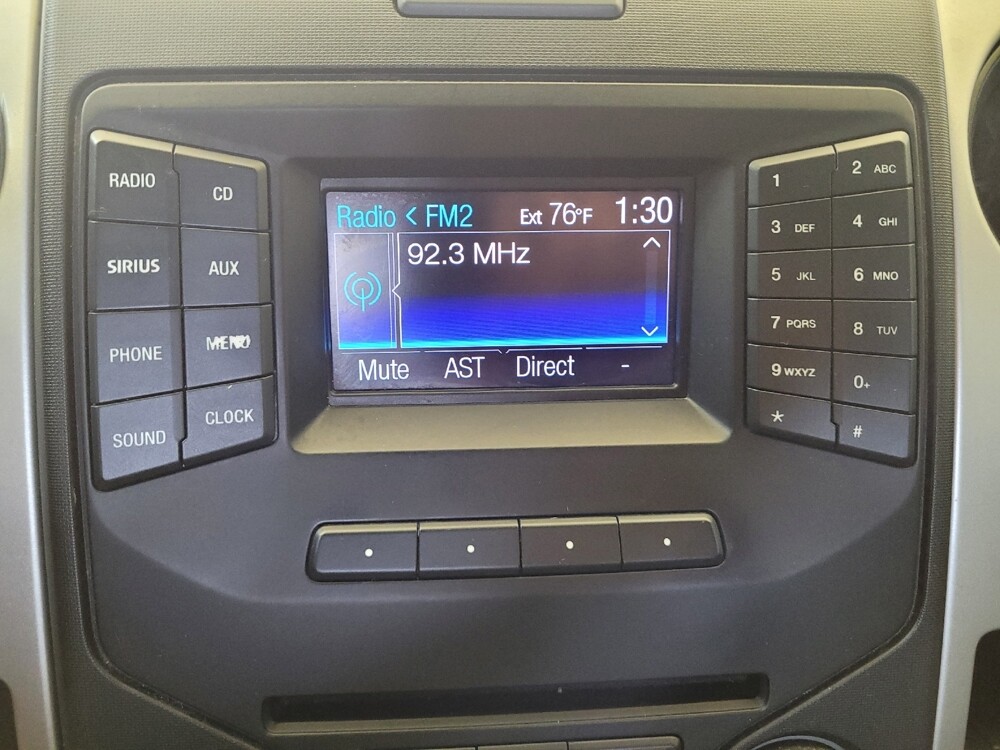 RADIO
CD
SIRIUS
AUX
PHONE
MENU
SOUND
CLOCK
Radio < FM2 Ext 76°F 1:30
92.3 MHz
Mute AST Direct -
1
2 ABC
3 DEF
4 GHI
5 JKL
6 MNO
7 PQRS
8 TUV
9 WXYZ
0+
*
#